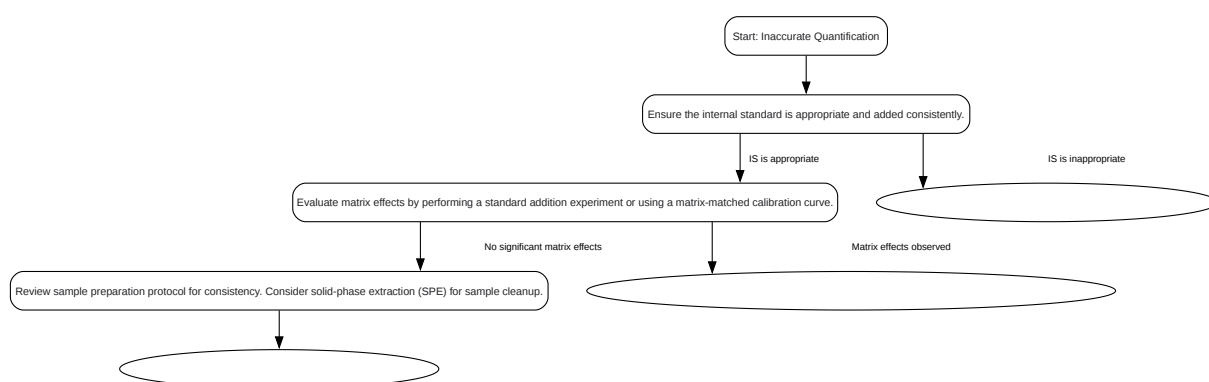 Start: Inaccurate Quantification
Ensure the internal standard is appropriate and added consistently.
IS is appropriate
IS is inappropriate
Evaluate matrix effects by performing a standard addition experiment or using a matrix-matched calibration curve.
No significant matrix effects
Matrix effects observed
Review sample preparation protocol for consistency. Consider solid-phase extraction (SPE) for sample cleanup.